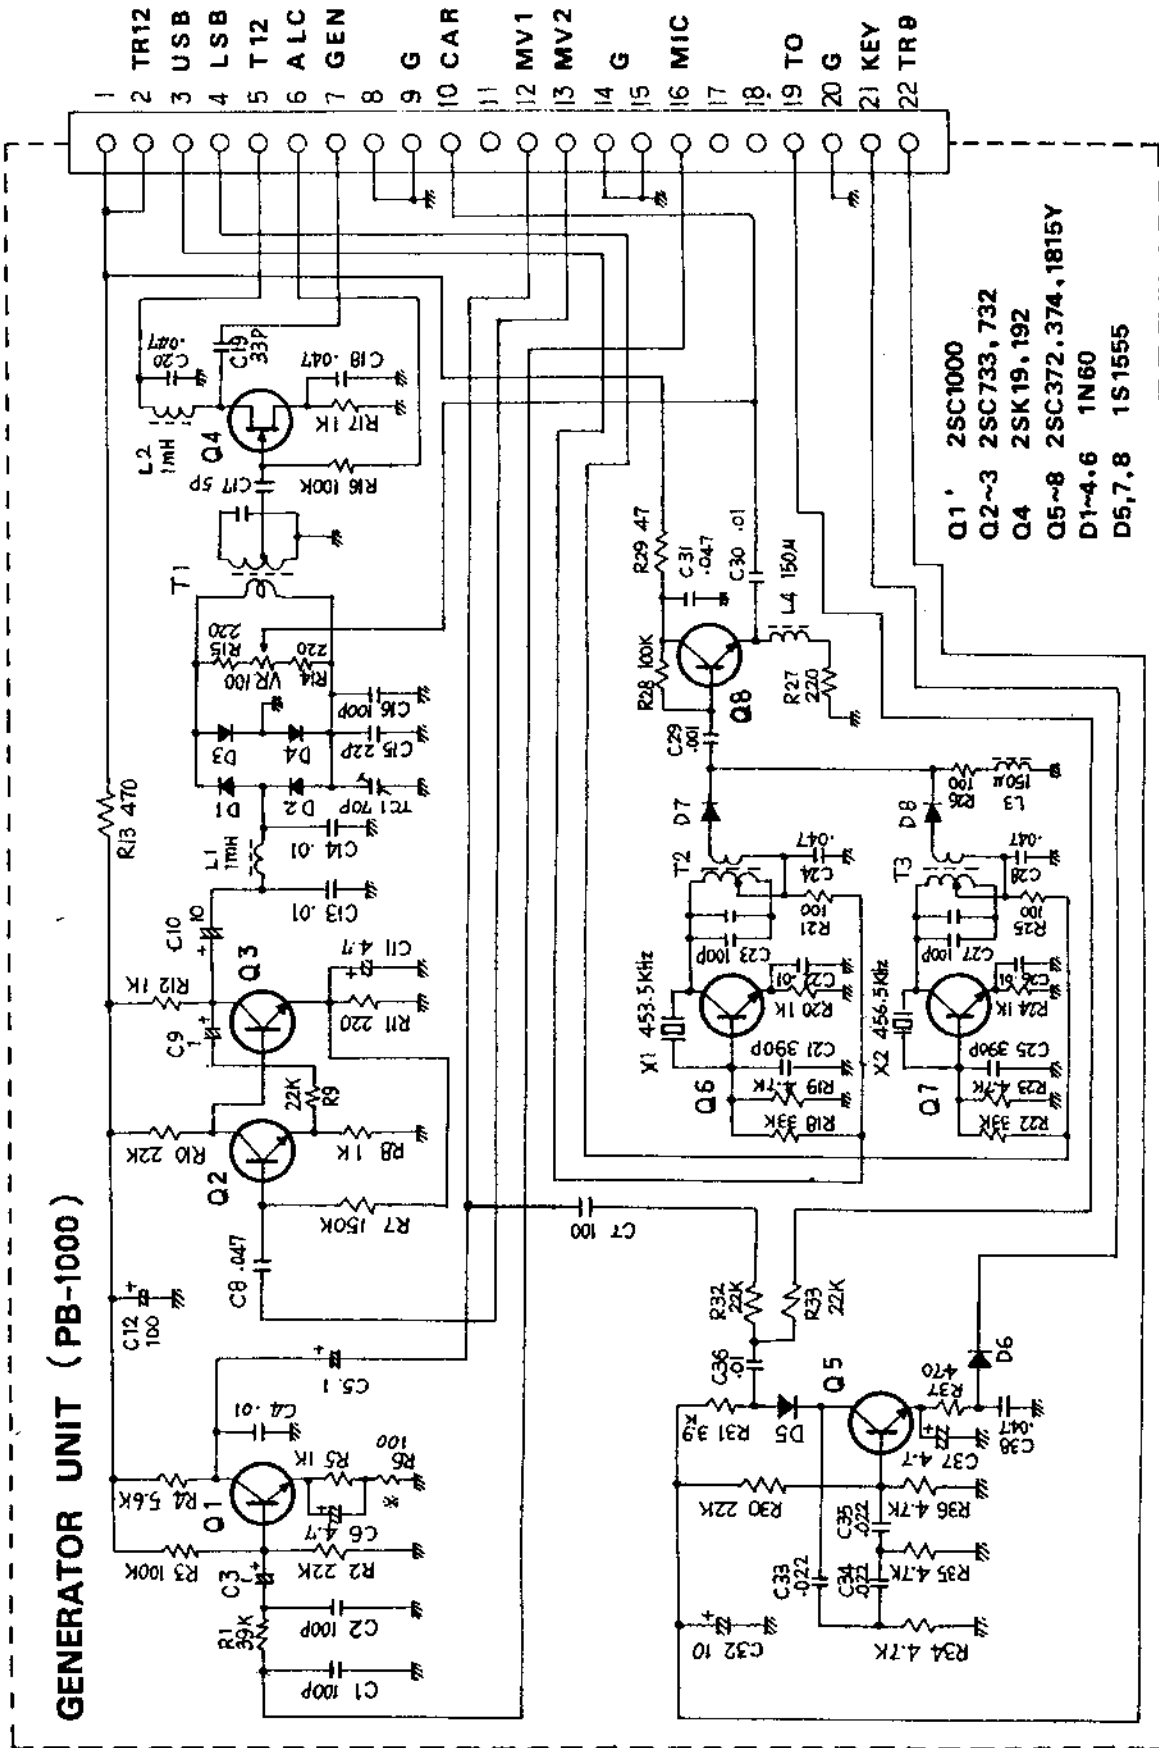 GENERATOR UNIT (PB-1000)
1
2 TR12
3 USB
4 LSB
5 T12
6 ALC
7 GEN
8
9 G
10 CAR
11
12 MV1
13 MV2
14 G
15
16 MIC
17
18
19 TO
20 G
21 KEY
22 TR8
R13 470
C12 100
R3 100K
R4 5.6K
Q1
C4 .01
C5 .1
R1 39K
C3 1
C1 100P
C2 100P
R2 22K
C6 4.7
R5 1K
R6 100
*
C8 .047
Q2
R10 22K
R7 150K
R8 1K
R9 22K
C9 1
R12 1K
Q3
C10 10
R11 220
C11 4.7
L1 1mH
C13 .01
C14 .01
D1
D2
D3
D4
TC1 70P
C15 22P
C16 100P
R15 220
VR 100
R14 220
T1
C17 5P
R16 100K
Q4
L2 1mH
C20 .047
C19 33P
R17 1K
C18 .047
C7 100
R32 22K
R33 22K
C36 .01
R31 3.9K
D5
Q5
R30 22K
C32 10
C33 .022
C34 .022
C35 .022
R34 4.7K
R35 4.7K
R36 4.7K
C37 4.7
R37 470
C38 .047
D6
X1 453.5KHz
Q6
R18 33K
R19 4.7K
C21 390P
R20 1K
C22 .01
C23 100P
T2
R21 100
C24 .047
D7
X2 456.5KHz
Q7
R22 33K
R23 4.7K
C25 390P
R24 1K
C26 .01
C27 100P
T3
R25 100
C28 .047
D8
R26 100
L3 150μ
C29 .001
R28 100K
Q8
R29 47
C31 .047
C30 .01
L4 150μ
R27 220
Q1' 2SC1000
Q2~3 2SC733, 732
Q4 2SK19, 192
Q5~8 2SC372, 374, 1815Y
D1~4.6 1N60
D5,7,8 1S1555